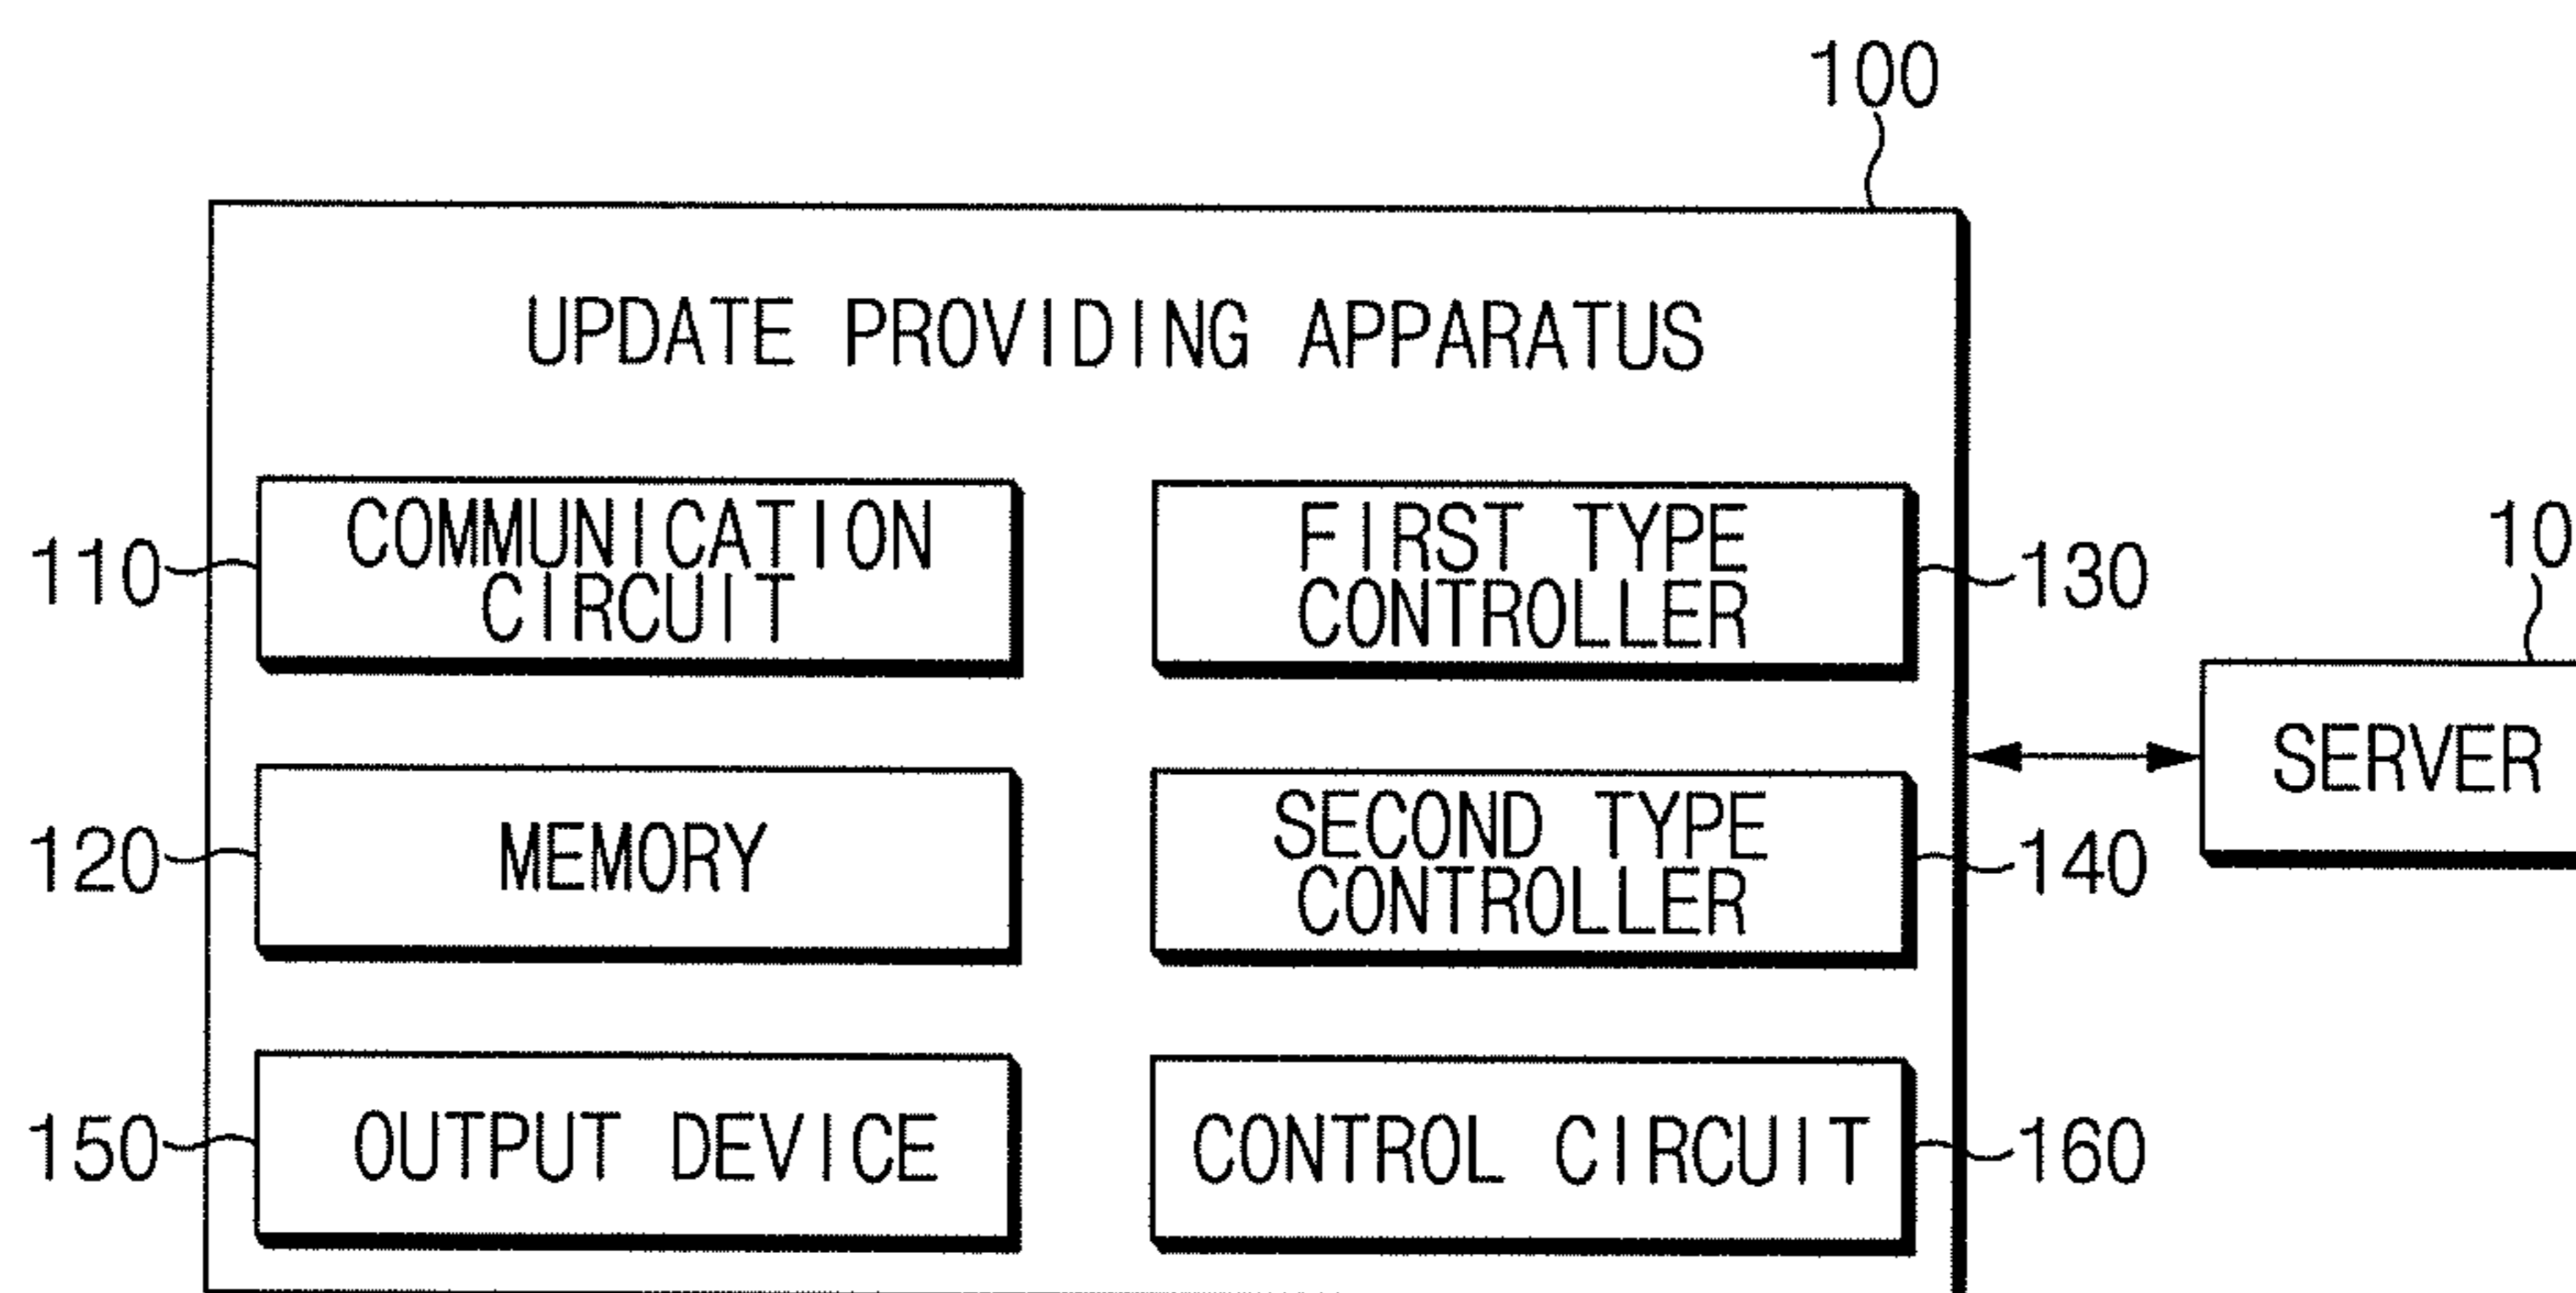 100
UPDATE PROVIDING APPARATUS
110
COMMUNICATION
CIRCUIT
FIRST TYPE
CONTROLLER
130
10
SERVER
120
MEMORY
SECOND TYPE
CONTROLLER
140
150
OUTPUT DEVICE
CONTROL CIRCUIT
160